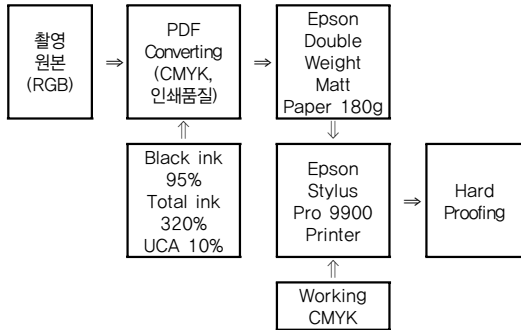 촬영
원본
(RGB)
⇒
PDF
Converting
(CMYK,
인쇄품질)
⇒
Epson
Double
Weight
Matt
Paper 180g
⇑
⇓
Black ink
95%
Total ink
320%
UCA 10%
Epson
Stylus
Pro 9900
Printer
⇒
Hard
Proofing
⇑
Working
CMYK